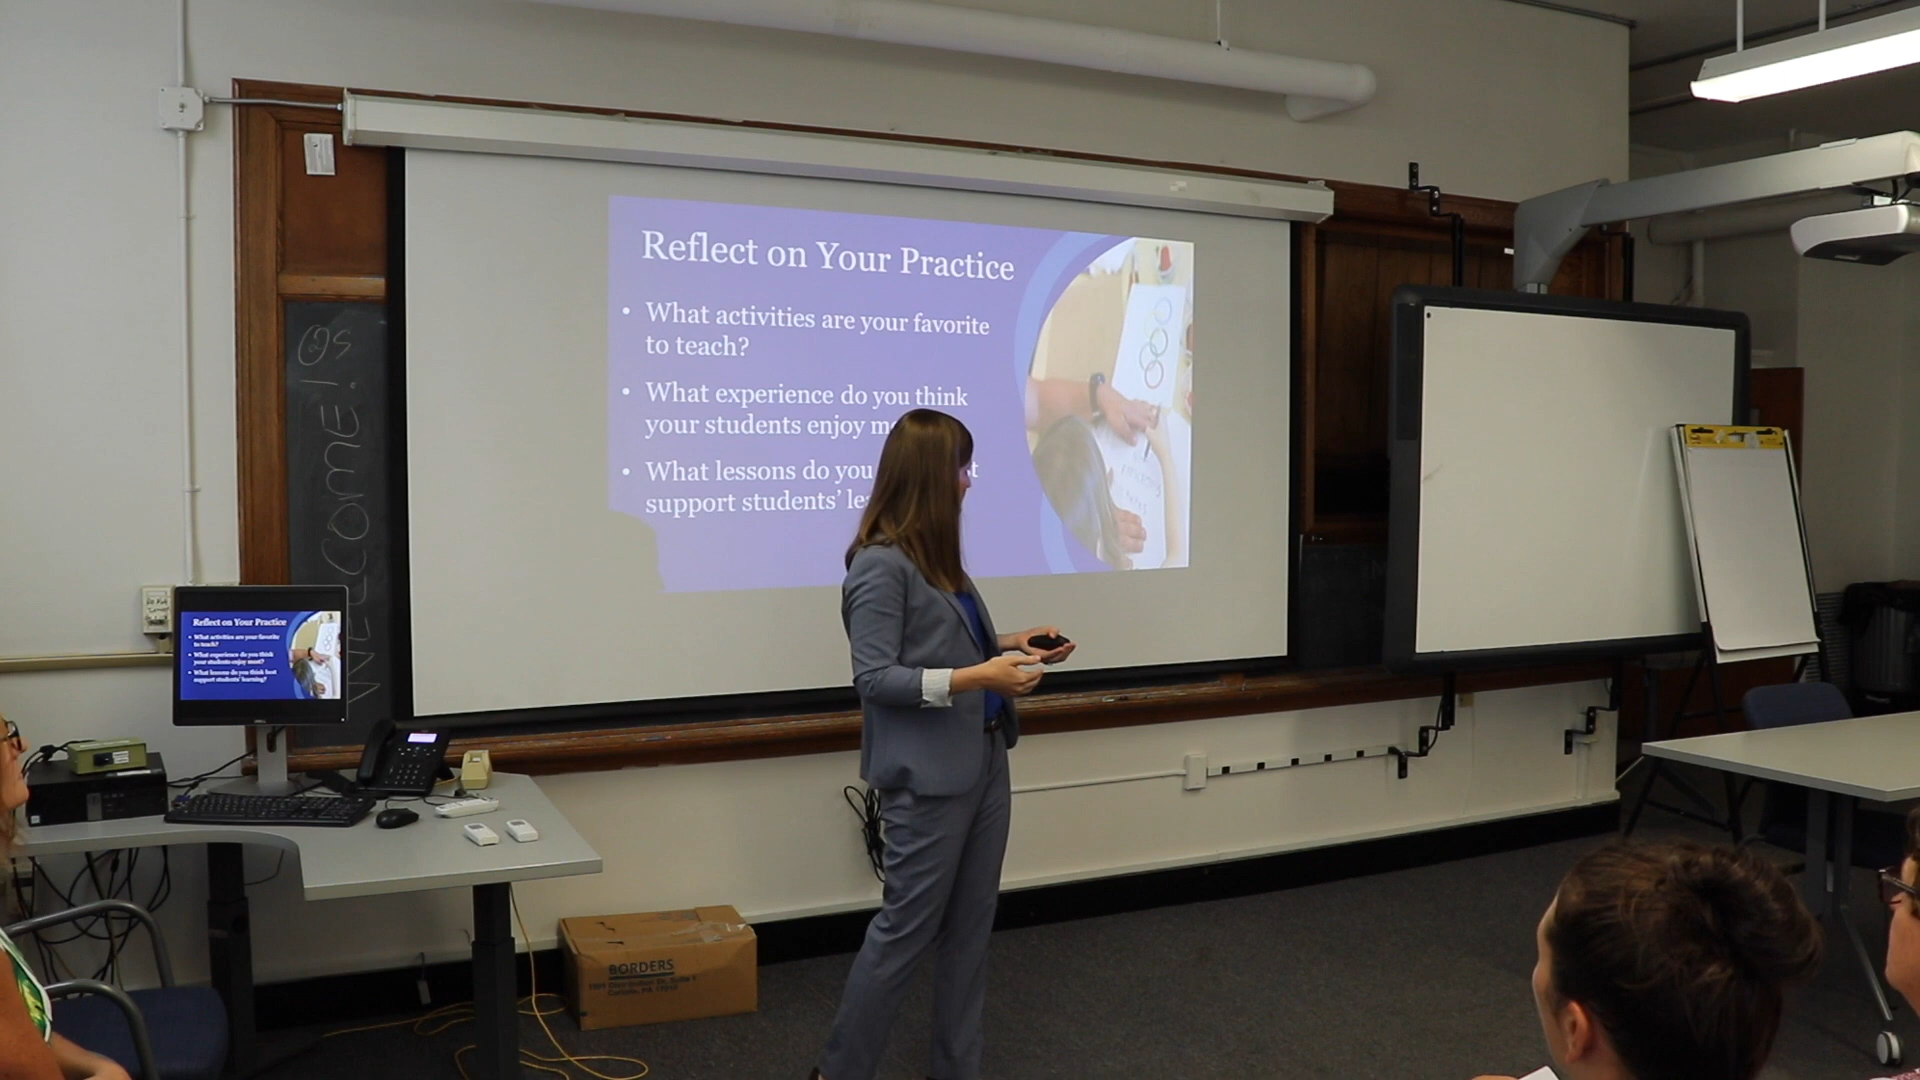 Reflect on Your Practice
• What activities are your favorite
to teach?
• What experience do you think
your students enjoy m
• What lessons do you t
support students' le
WELCOME!
Reflect on Your Practice
• What activities are your favorite
to teach?
• What experience do you think
your students enjoy most?
• What lessons do you think best
support students' learning?
BORDERS